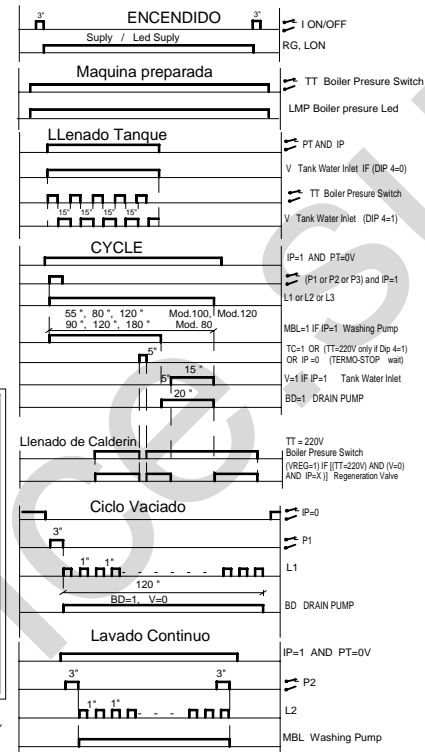 ENCENDIDO
3"
3"
I ON/OFF
Suply / Led Suply
RG, LON
Maquina preparada
TT Boiler Presure Switch
LMP Boiler presure Led
LLenado Tanque
PT AND IP
V Tank Water Inlet IF (DIP 4=0)
TT Boiler Presure Switch
15" 15" 15" 15"
V Tank Water Inlet (DIP 4=1)
CYCLE
IP=1 AND PT=0V
(P1 or P2 or P3) and IP=1
L1 or L2 or L3
55 ", 80 ", 120 " Mod.100, Mod.120
90 ", 120 ", 180 " Mod. 80
MBL=1 IF IP=1 Washing Pump
5"
TC=1 OR (TT=220V only if Dip 4=1)
OR IP =0 (TERMO-STOP wait)
15 "
5"
V=1 IF IP=1 Tank Water Inlet
20 "
BD=1 DRAIN PUMP
Llenado de Calderin
TT = 220V
Boiler Presure Switch
(VREG=1) IF [(TT=220V) AND (V=0)
AND IP=X )] Regeneration Valve
Ciclo Vaciado
IP=0
3"
P1
1" 1"
L1
120 "
BD=1, V=0
BD DRAIN PUMP
Lavado Continuo
IP=1 AND PT=0V
3"
3"
P2
1" 1"
L2
MBL Washing Pump